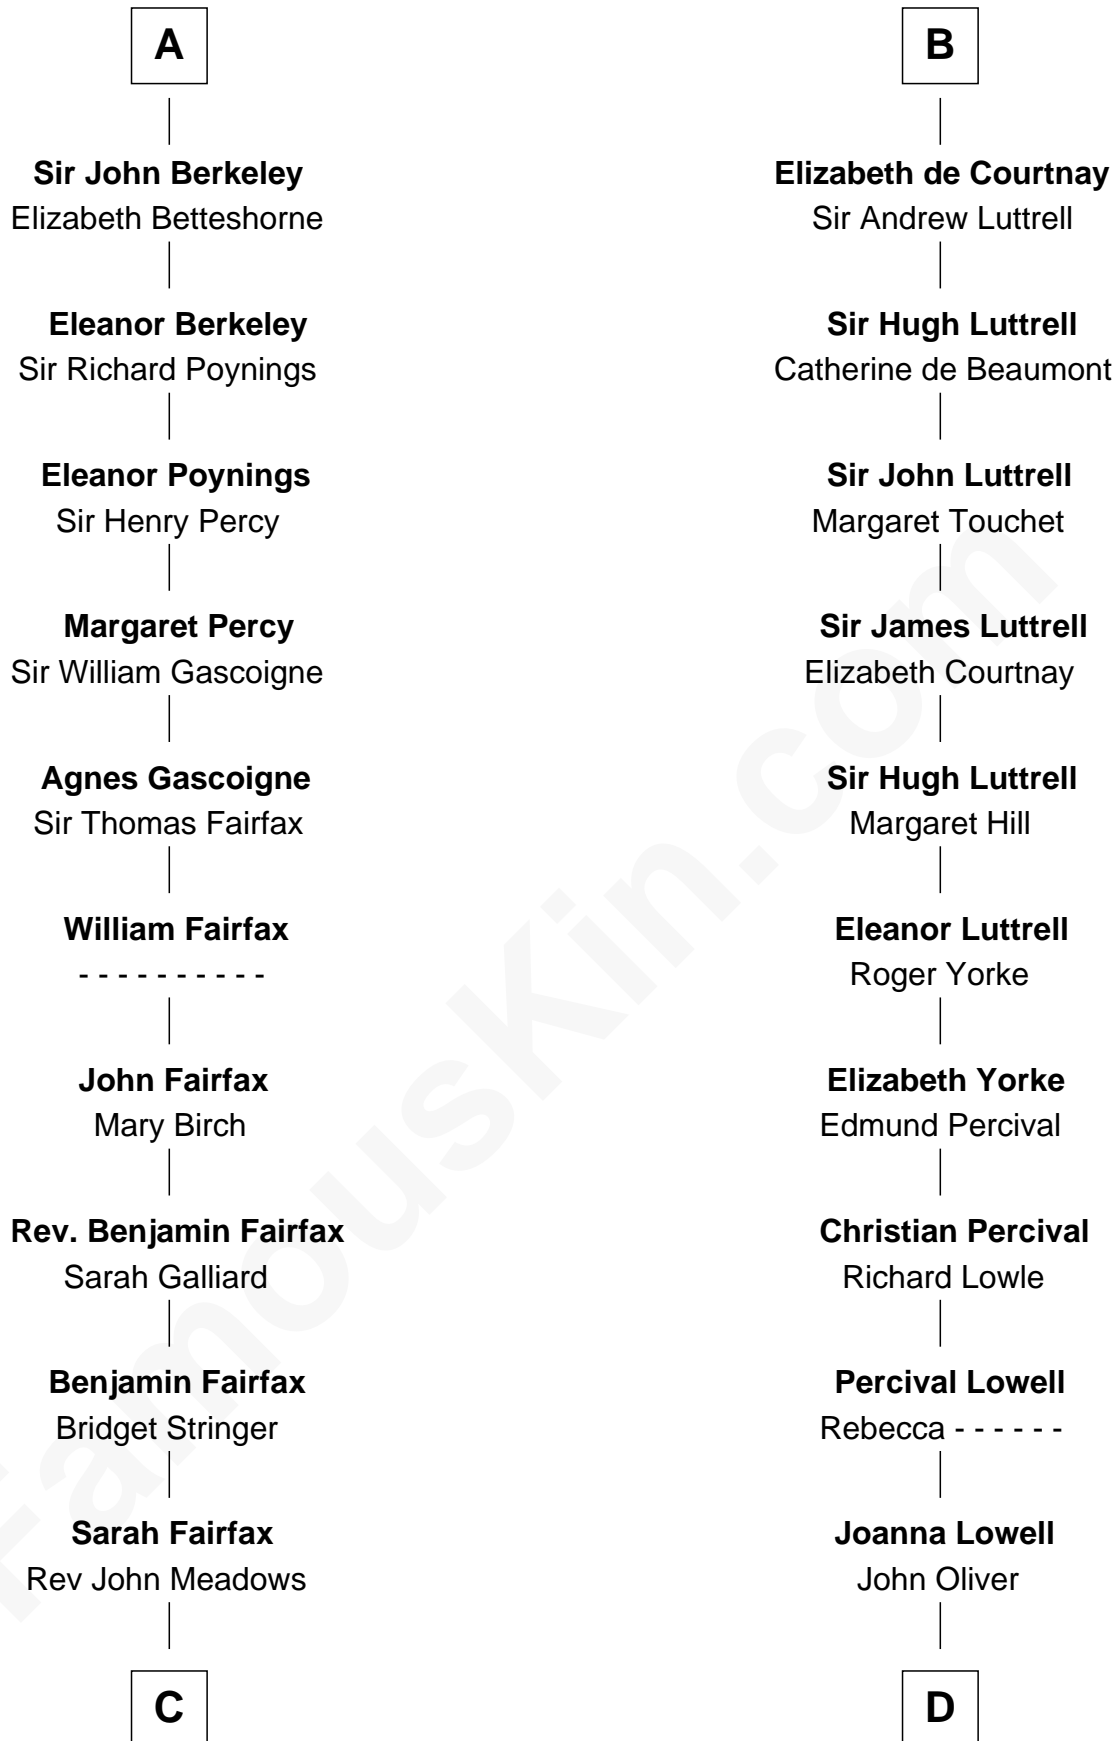 A
Sir John Berkeley
Elizabeth Betteshorne
Eleanor Berkeley
Sir Richard Poynings
Eleanor Poynings
Sir Henry Percy
Margaret Percy
Sir William Gascoigne
Agnes Gascoigne
Sir Thomas Fairfax
William Fairfax
- - - - - - - - - -
John Fairfax
Mary Birch
Rev. Benjamin Fairfax
Sarah Galliard
Benjamin Fairfax
Bridget Stringer
Sarah Fairfax
Rev John Meadows
C
B
Elizabeth de Courtnay
Sir Andrew Luttrell
Sir Hugh Luttrell
Catherine de Beaumont
Sir John Luttrell
Margaret Touchet
Sir James Luttrell
Elizabeth Courtnay
Sir Hugh Luttrell
Margaret Hill
Eleanor Luttrell
Roger Yorke
Elizabeth Yorke
Edmund Percival
Christian Percival
Richard Lowle
Percival Lowell
Rebecca - - - - - -
Joanna Lowell
John Oliver
D
FamousKin.com